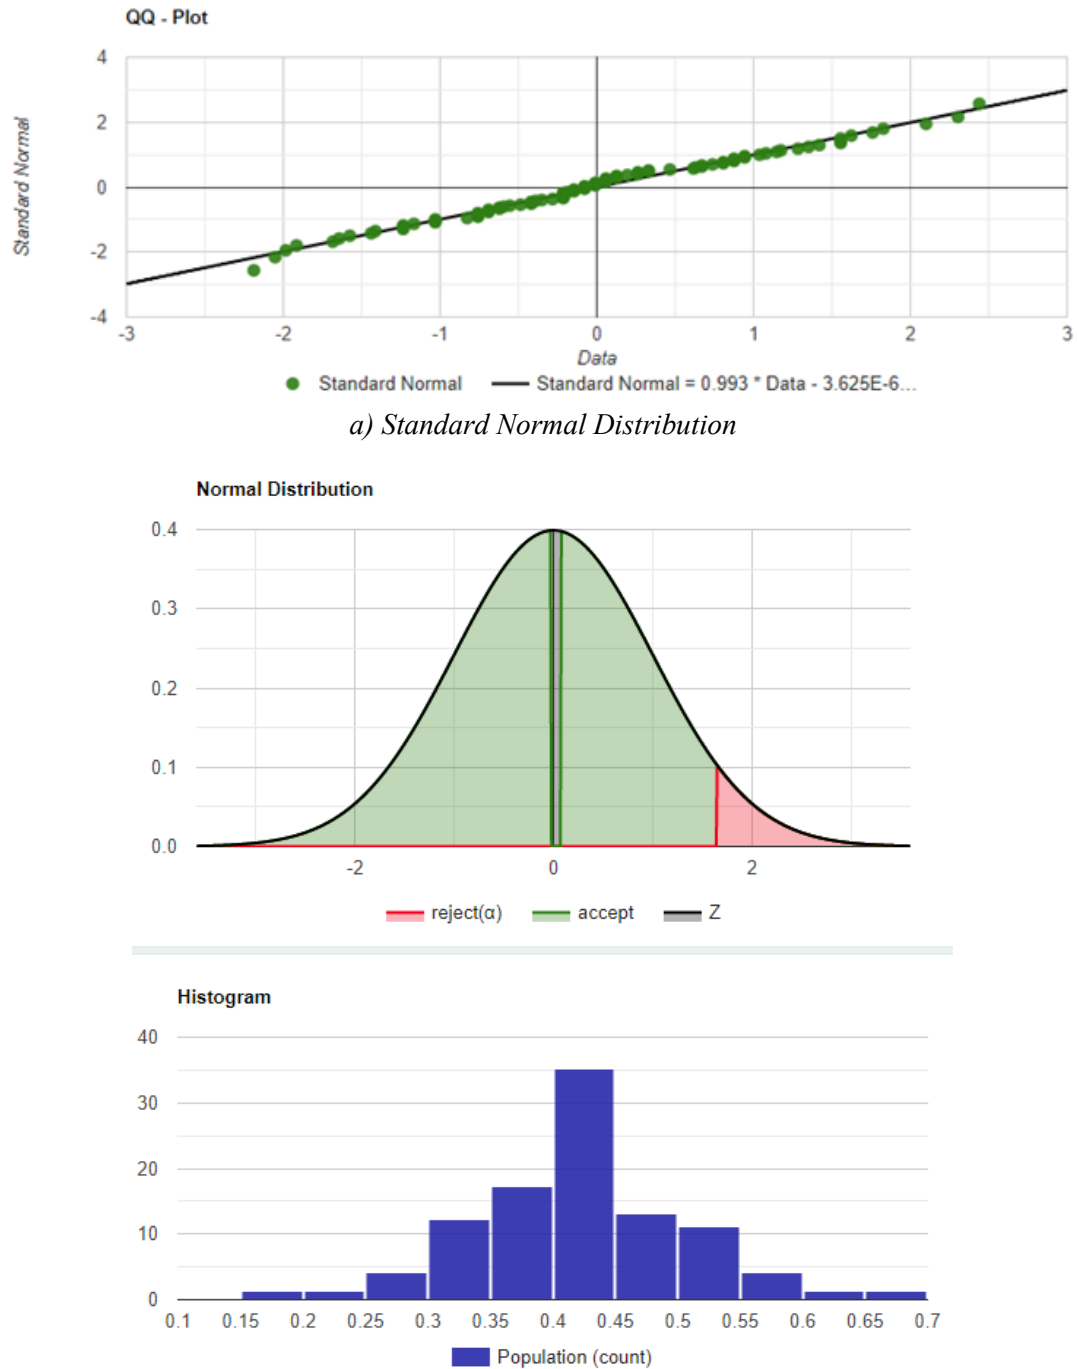 QQ - Plot
Standard Normal
4
2
0
-2
-4
-3 -2 -1 0 1 2 3
Data
Standard Normal Standard Normal = 0.993 * Data - 3.625E-6...
a) Standard Normal Distribution
Normal Distribution
0.4
0.3
0.2
0.1
0.0
-2 0 2
reject(α) accept Z
Histogram
40
30
20
10
0
0.1 0.15 0.2 0.25 0.3 0.35 0.4 0.45 0.5 0.55 0.6 0.65 0.7
Population (count)